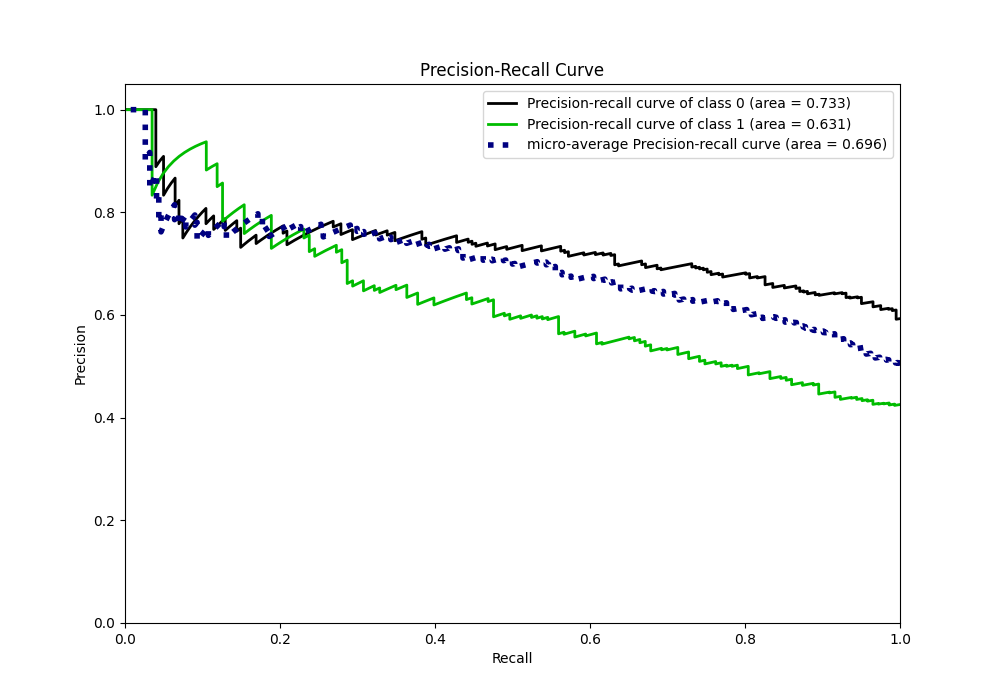 Precision-Recall Curve
Precision-recall curve of class 0 (area = 0.733)
Precision-recall curve of class 1 (area = 0.631)
micro-average Precision-recall curve (area = 0.696)
Precision
1.0
0.8
0.6
0.4
0.2
0.0
0.0 0.2 0.4 0.6 0.8 1.0
Recall